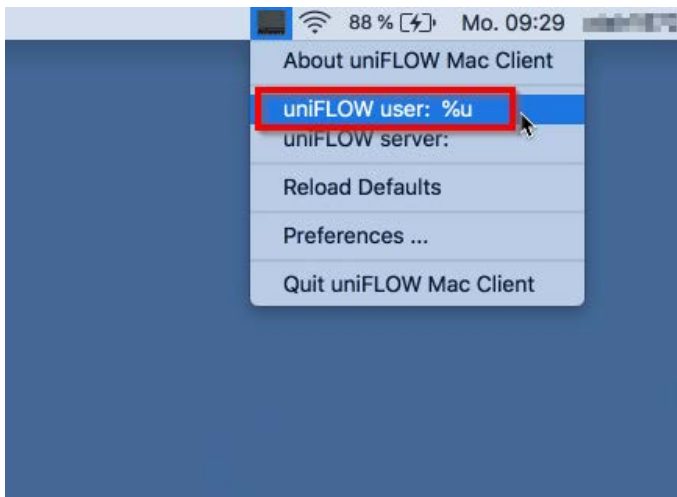 88 % Mo. 09:29
About uniFLOW Mac Client
uniFLOW user: %u
uniFLOW server:
Reload Defaults
Preferences ...
Quit uniFLOW Mac Client